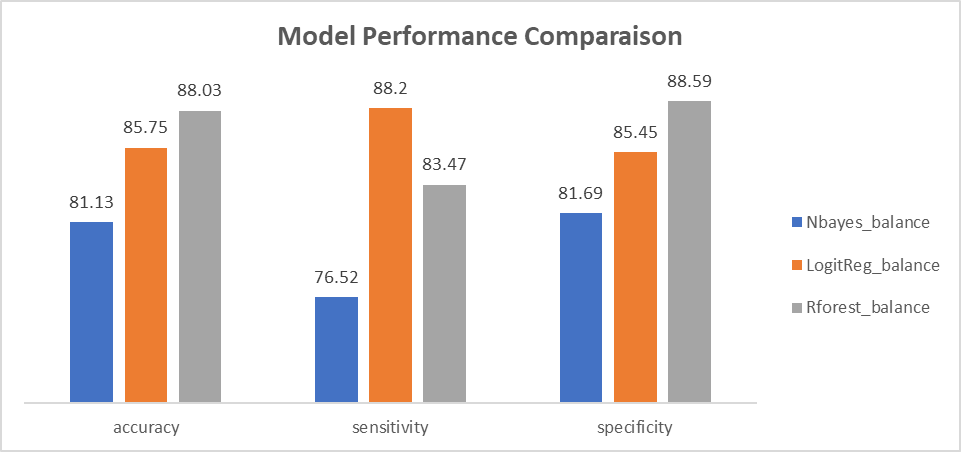 Model Performance Comparaison
81.13
85.75
88.03
76.52
88.2
83.47
81.69
85.45
88.59
accuracy
sensitivity
specificity
Nbayes_balance
LogitReg_balance
Rforest_balance